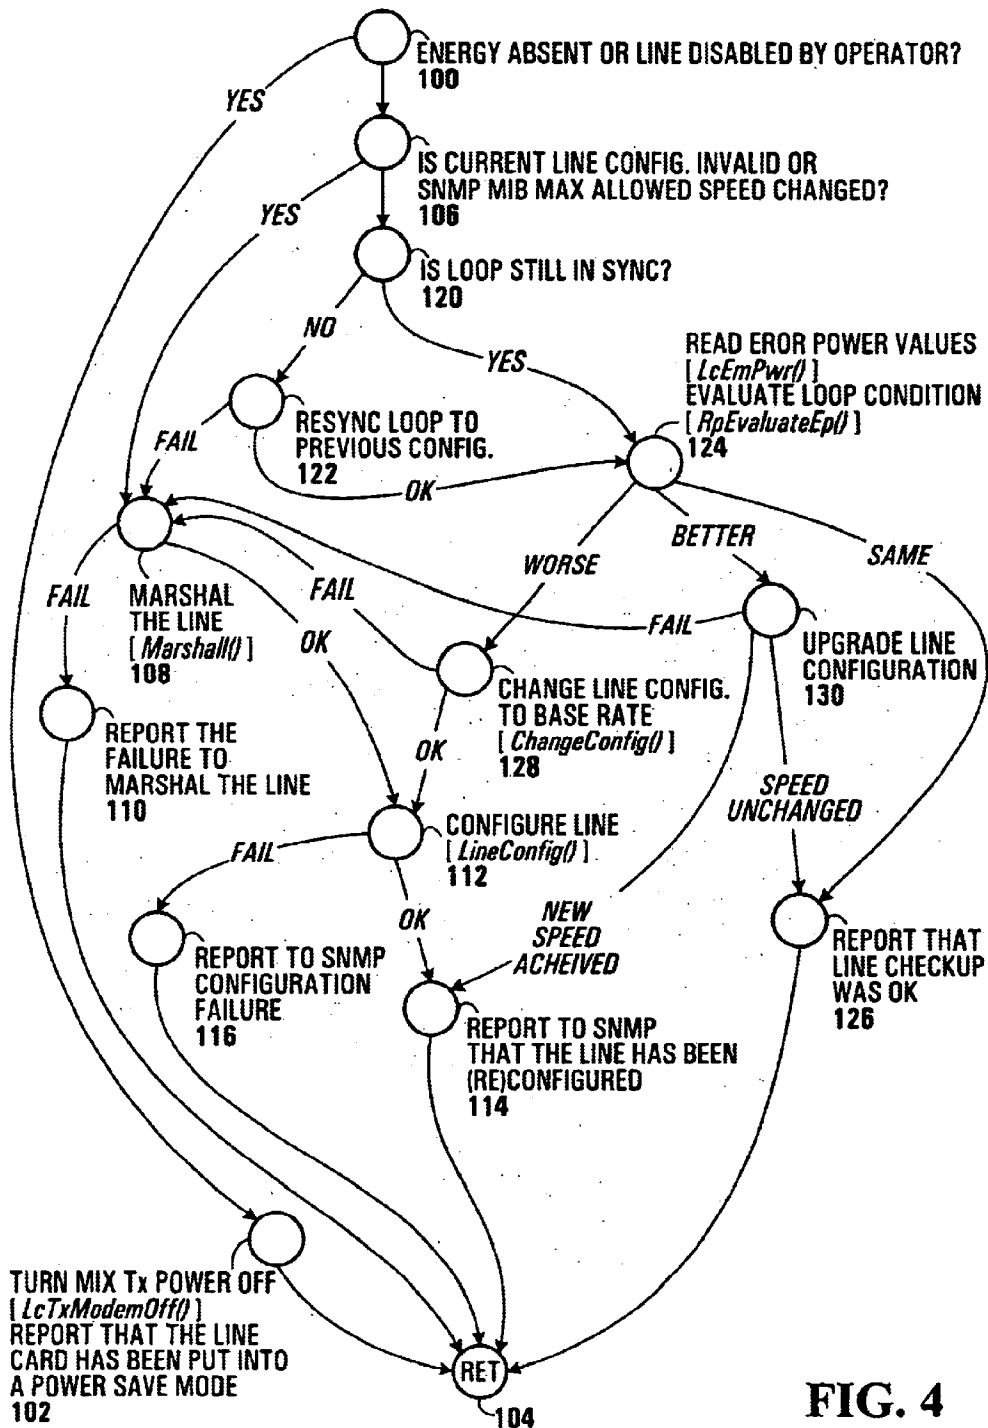 ENERGY ABSENT OR LINE DISABLED BY OPERATOR?
100
YES
IS CURRENT LINE CONFIG. INVALID OR
SNMP MIB MAX ALLOWED SPEED CHANGED?
106
YES
IS LOOP STILL IN SYNC?
120
NO
YES
READ EROR POWER VALUES
[ LcEmPwr() ]
EVALUATE LOOP CONDITION
[ RpEvaluateEp() ]
124
RESYNC LOOP TO
PREVIOUS CONFIG.
122
FAIL
OK
BETTER
WORSE
SAME
FAIL
MARSHAL
THE LINE
[ Marshall() ]
108
FAIL
OK
FAIL
UPGRADE LINE
CONFIGURATION
130
CHANGE LINE CONFIG.
TO BASE RATE
[ ChangeConfig() ]
128
REPORT THE
FAILURE TO
MARSHAL THE LINE
110
OK
SPEED
UNCHANGED
CONFIGURE LINE
[ LineConfig() ]
112
FAIL
OK
NEW
SPEED
ACHEIVED
REPORT TO SNMP
CONFIGURATION
FAILURE
116
REPORT THAT
LINE CHECKUP
WAS OK
126
REPORT TO SNMP
THAT THE LINE HAS BEEN
(RE)CONFIGURED
114
TURN MIX Tx POWER OFF
[ LcTxModemOff() ]
REPORT THAT THE LINE
CARD HAS BEEN PUT INTO
A POWER SAVE MODE
102
RET
104
FIG. 4